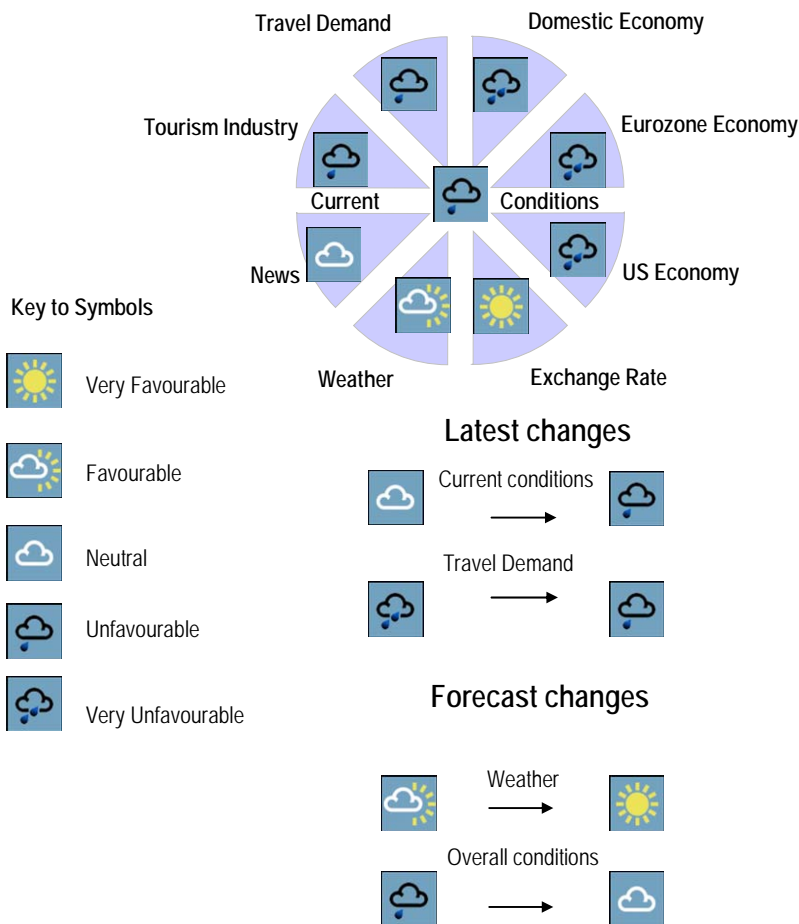 Travel Demand
Domestic Economy
Tourism Industry
Eurozone Economy
Current
Conditions
News
US Economy
Weather
Exchange Rate
Key to Symbols
Very Favourable
Favourable
Neutral
Unfavourable
Very Unfavourable
Latest changes
Current conditions
Travel Demand
Forecast changes
Weather
Overall conditions